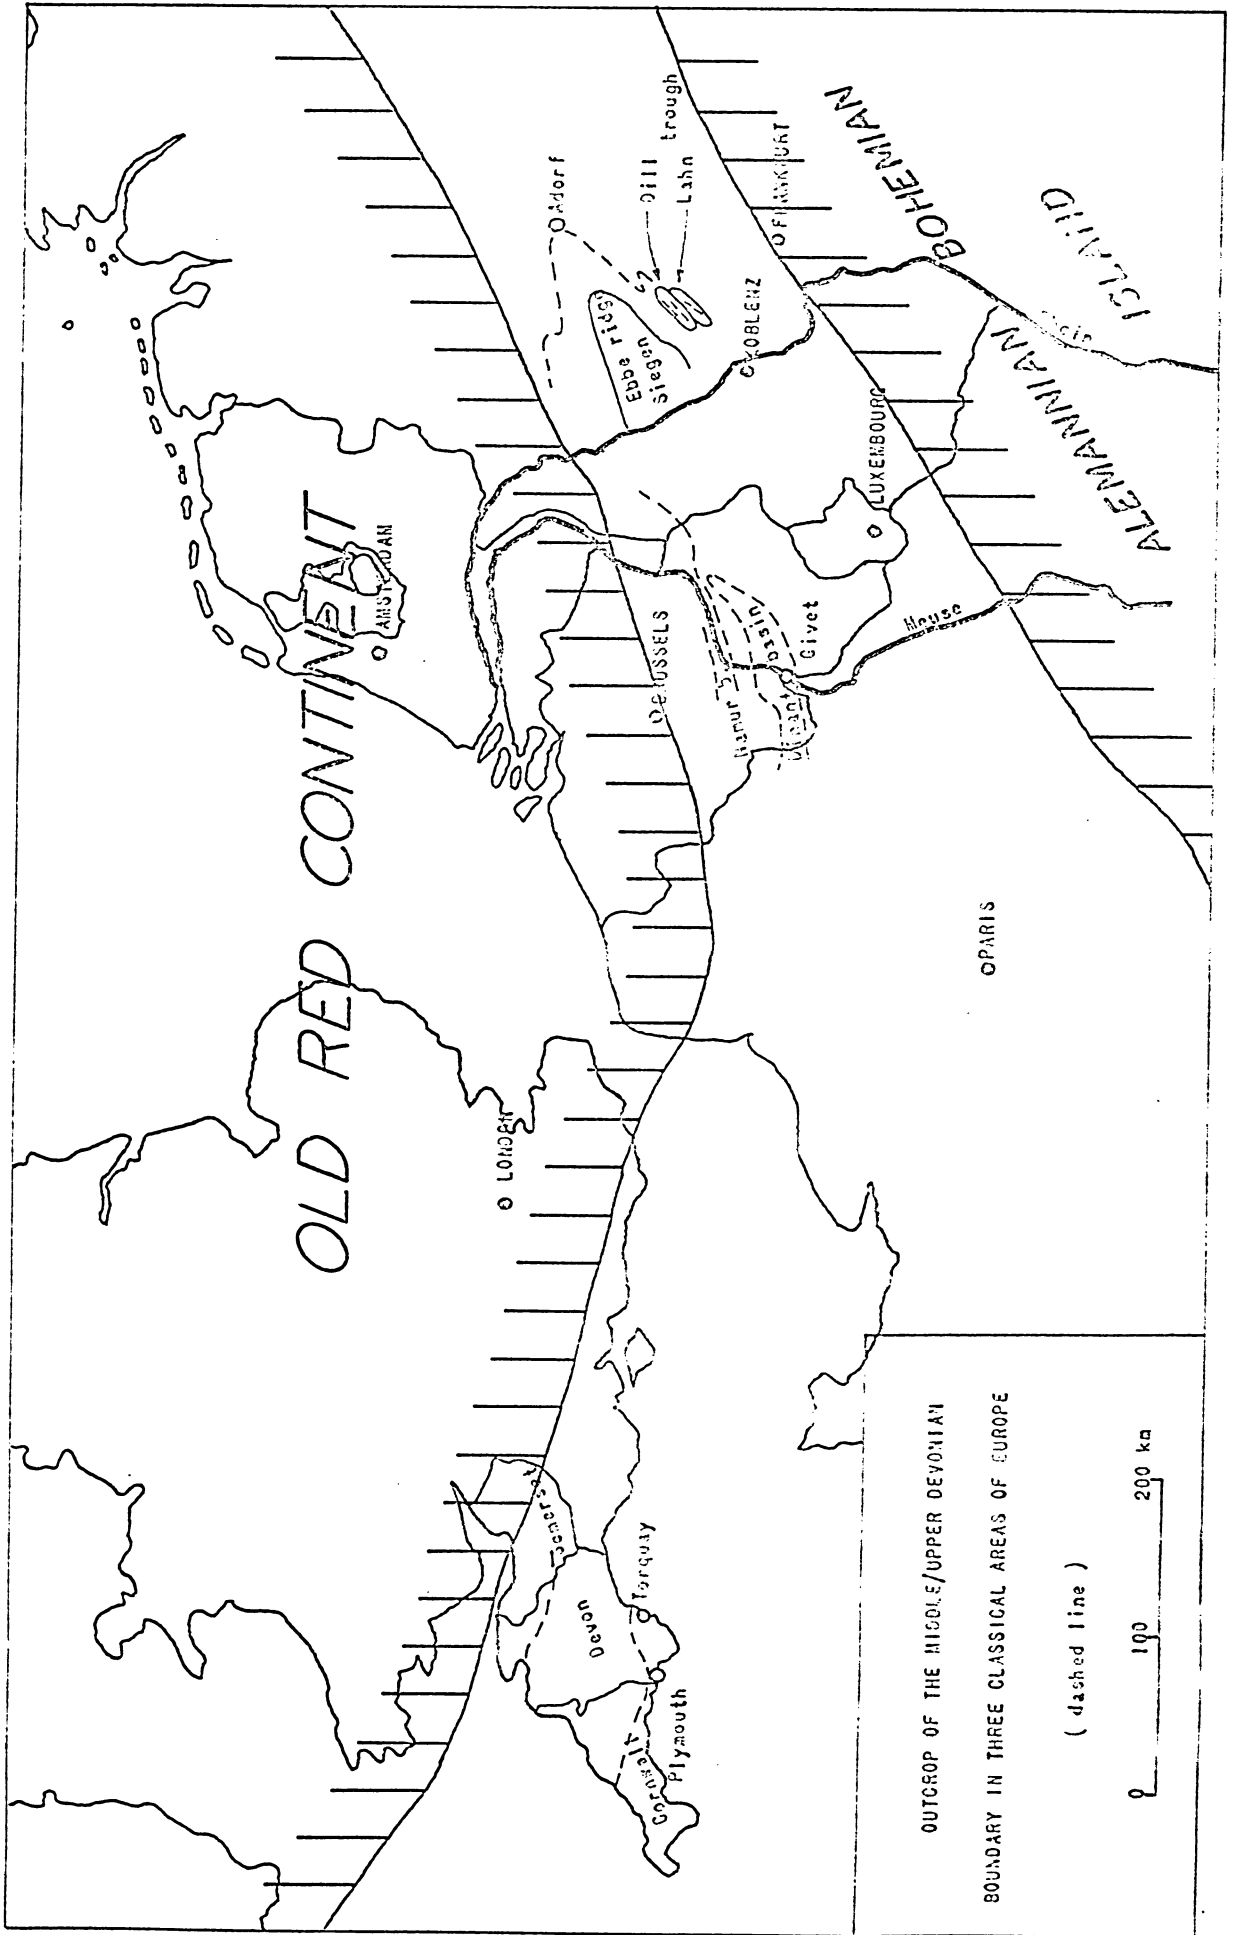 OLD RED CONTINENT
AMSTERDAM
LONDON
BRUSSELS
Adorf
Dill
Lahn trough
Ebbe ridge
Siegen
KOBLENZ
FRANKFURT
BOHEMIAN
ALEMANNIAN
ISLAND
LUXEMBOURG
Namur
Dinant
basin
Givet
Meuse
PARIS
Somerset
Devon
Torquay
Cornwall
Plymouth
OUTCROP OF THE MIDDLE/UPPER DEVONIAN
BOUNDARY IN THREE CLASSICAL AREAS OF EUROPE
( dashed line )
0 100 200 km